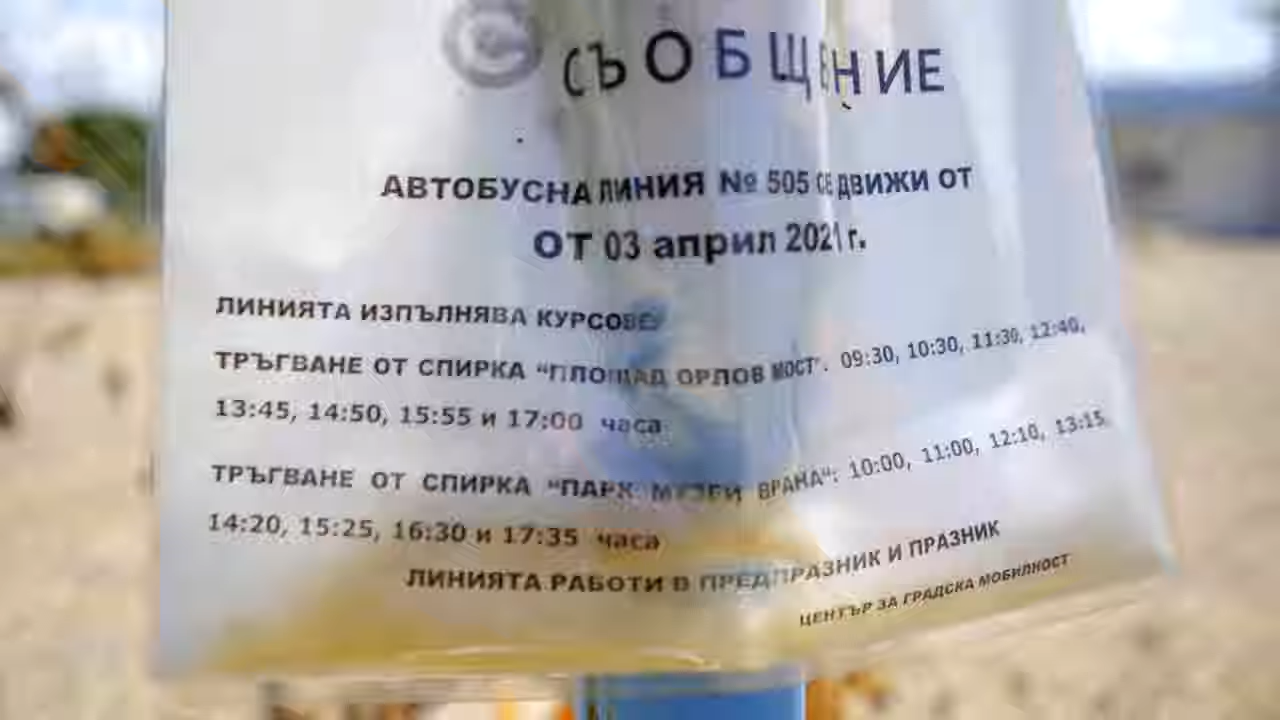 СЪОБЩЕНИЕ
АВТОБУСНА ЛИНИЯ № 505 СЕ ДВИЖИ ОТ
ОТ 03 април 2021 г.
ЛИНИЯТА ИЗПЪЛНЯВА КУРСОВЕ
ТРЪГВАНЕ ОТ СПИРКА “ПЛОЩАД ОРЛОВ МОСТ”. 09:30, 10:30, 11:30, 12:40,
13:45, 14:50, 15:55 и 17:00 часа
ТРЪГВАНЕ ОТ СПИРКА “ПАРК МУЗЕЙ ВРАНА“: 10:00, 11:00, 12:10, 13:15,
14:20, 15:25, 16:30 и 17:35 часа
ЛИНИЯТА РАБОТИ В ПРЕДПРАЗНИК И ПРАЗНИК
ЦЕНТЪР ЗА ГРАДСКА МОБИЛНОСТ